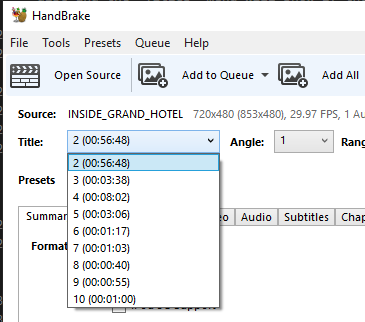 HandBrake
File Tools Presets Queue Help
Open Source Add to Queue Add All
Source: INSIDE_GRAND_HOTEL 720x480 (853x480), 29.97 FPS, 1 Au
Title: 2 (00:56:48) Angle: 1 Rang
2 (00:56:48)
3 (00:03:38)
Presets
4 (00:08:02)
5 (00:03:06)
Summar Audio Subtitles Chap
6 (00:01:17)
7 (00:01:03)
Format
8 (00:00:40)
9 (00:00:55)
10 (00:01:00)